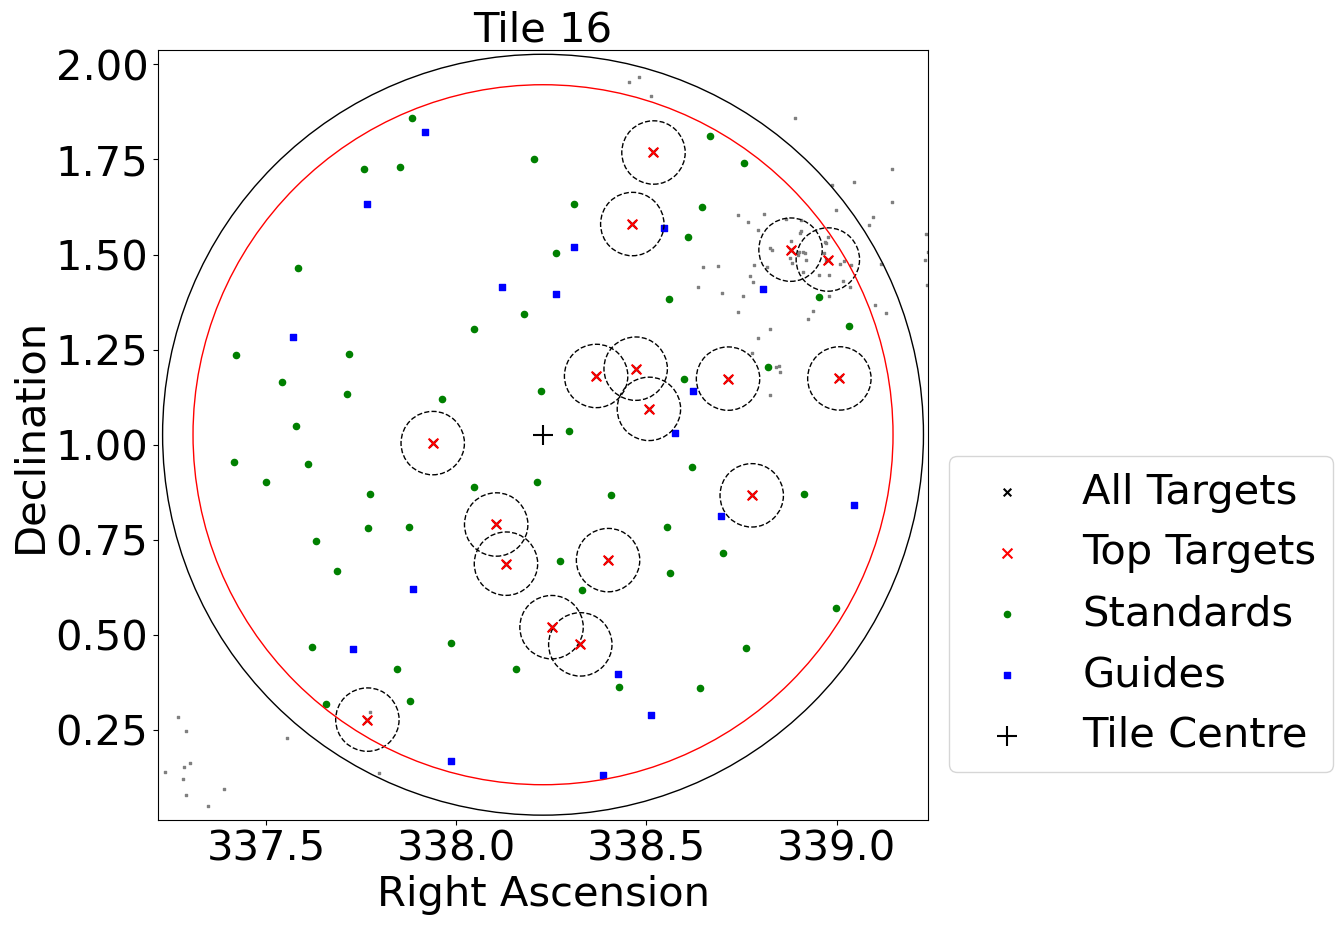 Tile 16
2.00
1.75
1.50
1.25
1.00
0.75
0.50
0.25
Declination
337.5 338.0 338.5 339.0
Right Ascension
All Targets
Top Targets
Standards
Guides
Tile Centre